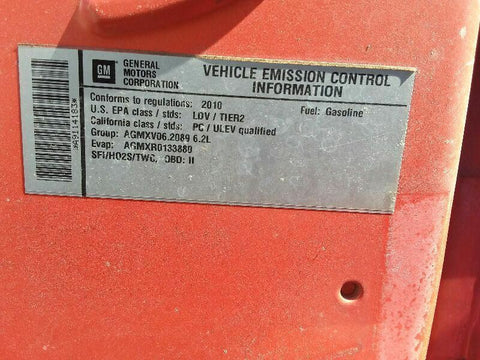 GM
GENERAL
MOTORS
CORPORATION
VEHICLE EMISSION CONTROL
INFORMATION
Conforms to regulations: 2010
Fuel: Gasoline
U.S. EPA class / stds: LDV / TIER2
California class / stds: PC / ULEV qualified
Group: AGMXV06.2089 6.2L
Evap: AGMXR0133880
SFI/HO2S/TWC, OBD: II